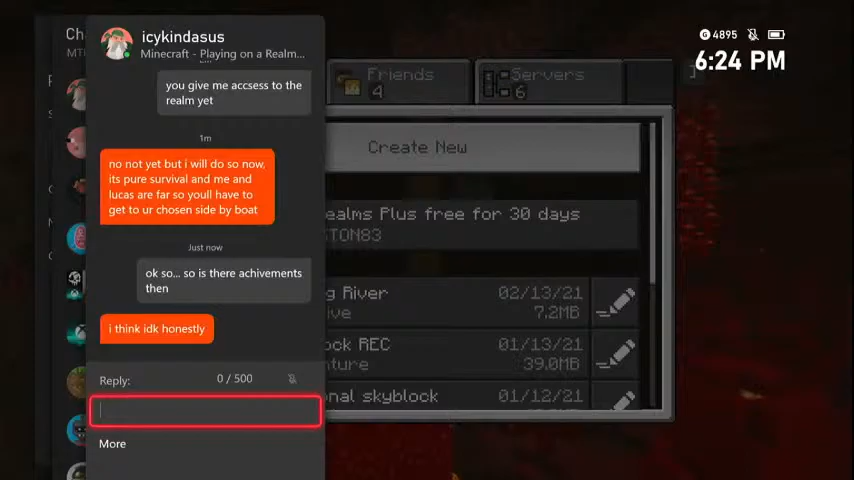 Ch
MT
4895
6:24 PM
icykindasus
Minecraft - Playing on a Realm...
you give me accsess to the
realm yet
1m
no not yet but i will do so now,
its pure survival and me and
lucas are far so youll have to
get to ur chosen side by boat
Just now
ok so... so is there achivements
then
i think idk honestly
Reply:
0 / 500
More
Friends
4
Servers
6
Create New
ealms Plus free for 30 days
TON83
g River
02/13/21
ive
7.2MB
ock REC
01/13/21
nture
39.0MB
nal skyblock
01/12/21